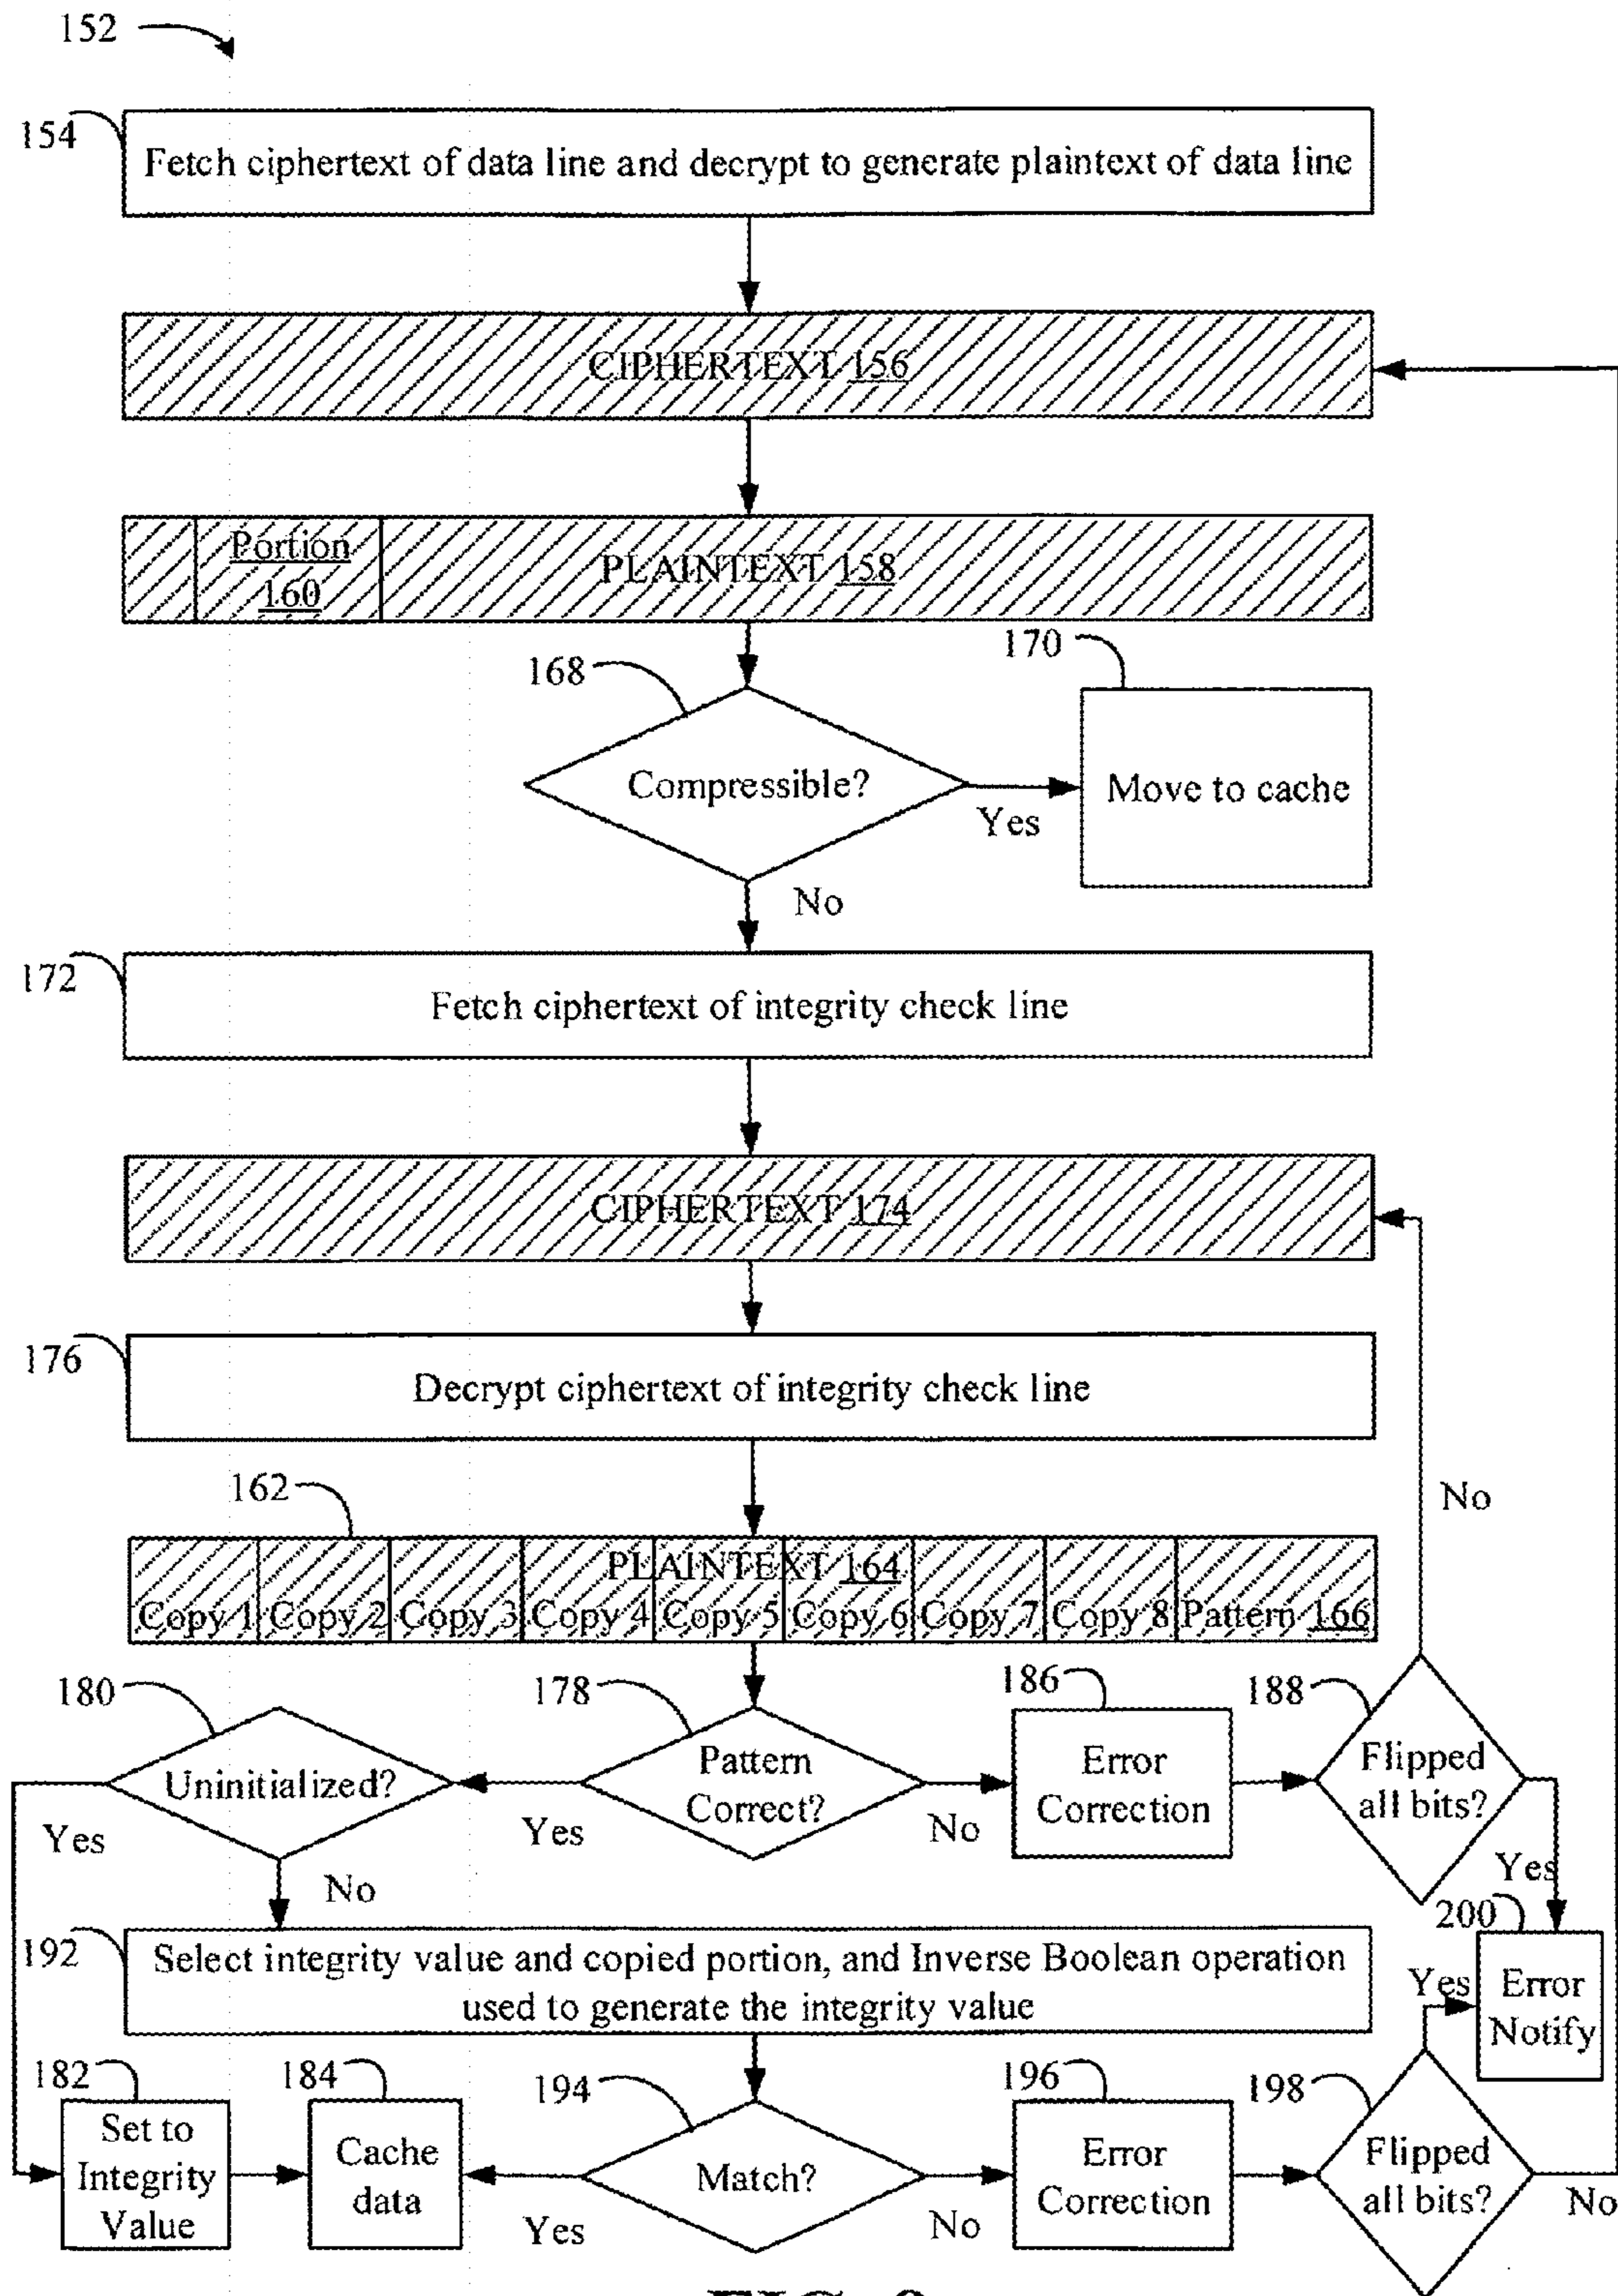 152
154
Fetch ciphertext of data line and decrypt to generate plaintext of data line
CIPHERTEXT 156
Portion
160
PLAINTEXT 158
168
170
Compressible?
Yes
Move to cache
No
172
Fetch ciphertext of integrity check line
CIPHERTEXT 174
176
Decrypt ciphertext of integrity check line
No
162
PLAINTEXT 164
Copy 1 Copy 2 Copy 3 Copy 4 Copy 5 Copy 6 Copy 7 Copy 8 Pattern 166
180
178
186
188
Uninitialized?
Pattern
Correct?
Error
Correction
Flipped
all bits?
Yes
Yes
No
Yes
No
200
192
Select integrity value and copied portion, and Inverse Boolean operation
used to generate the integrity value
Yes
Error
Notify
182
184
194
196
198
Set to
Integrity
Value
Cache
data
Match?
Error
Correction
Flipped
all bits?
Yes
No
No